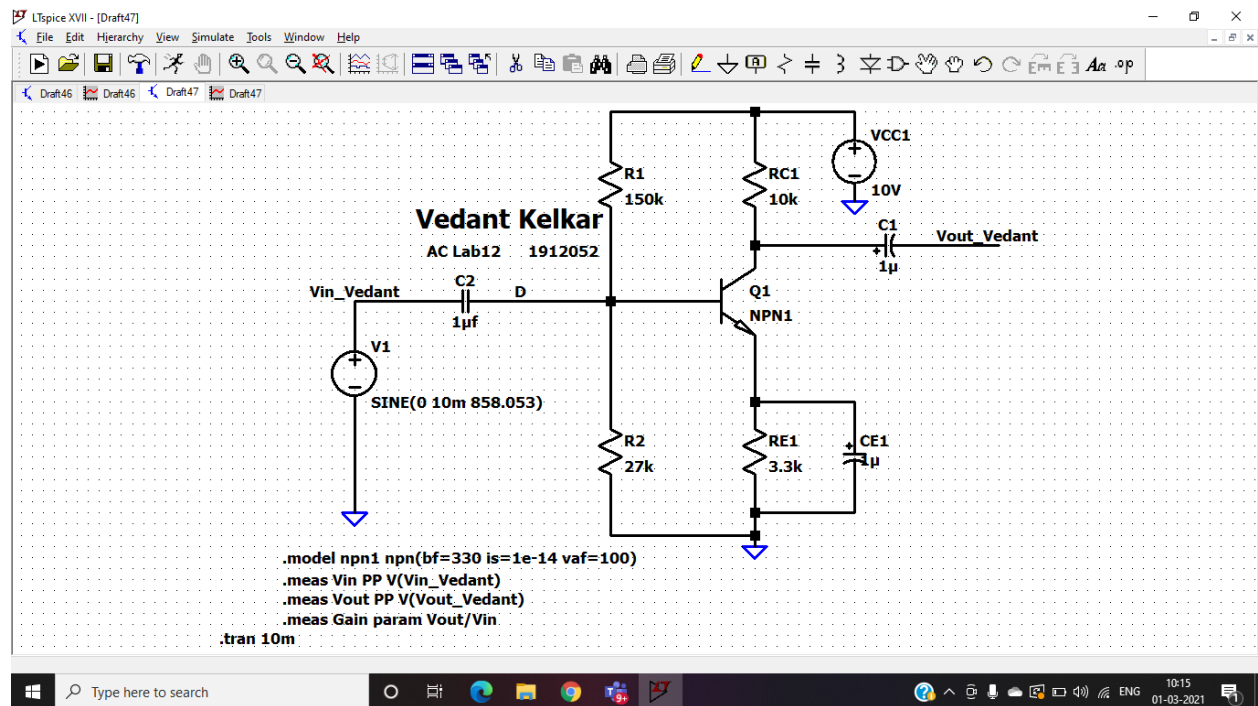 LTspice XVII - [Draft47]
File Edit Hierarchy View Simulate Tools Window Help
Aa .op
Draft46 Draft46 Draft47 Draft47
VCC1
10V
R1
150k
RC1
10k
Vedant Kelkar
AC Lab12 1912052
C1
1µ
Vout_Vedant
Vin_Vedant
C2
1µf
D
Q1
NPN1
V1
SINE(0 10m 858.053)
R2
27k
RE1
3.3k
CE1
1µ
.model npn1 npn(bf=330 is=1e-14 vaf=100)
.meas Vin PP V(Vin_Vedant)
.meas Vout PP V(Vout_Vedant)
.meas Gain param Vout/Vin
.tran 10m
Type here to search
9+
ENG
10:15
01-03-2021
1